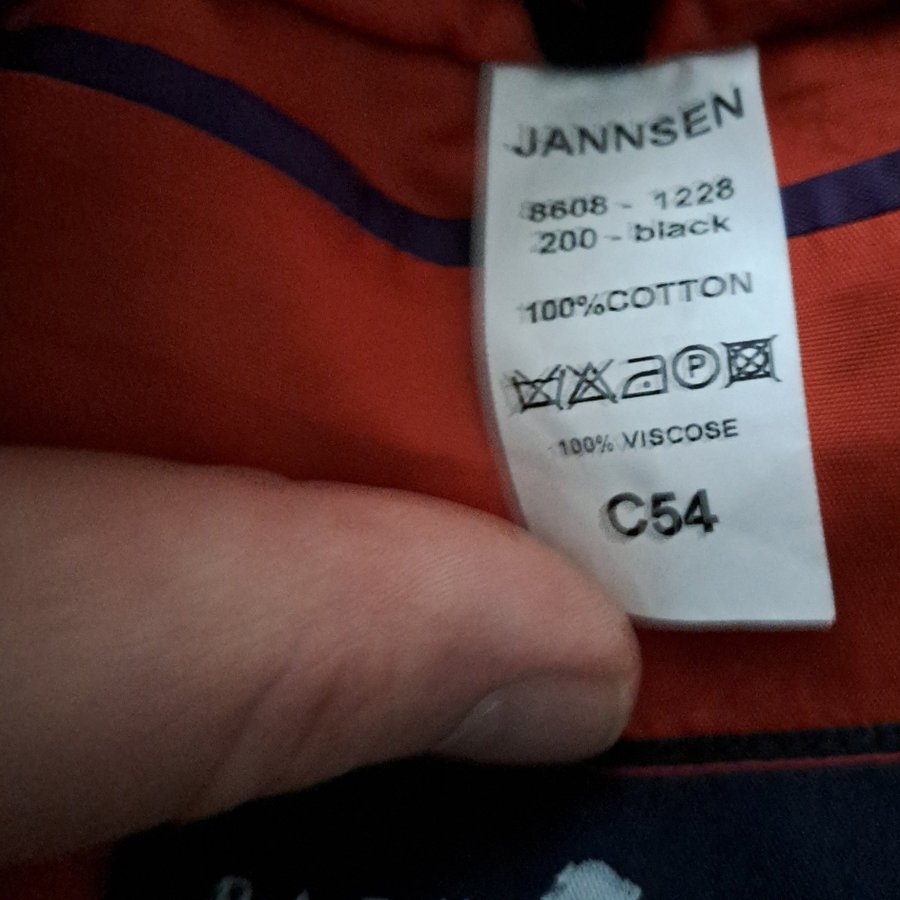 JANNSEN
8608 - 1228
200 - black
100%COTTON
P
100% VISCOSE
C54